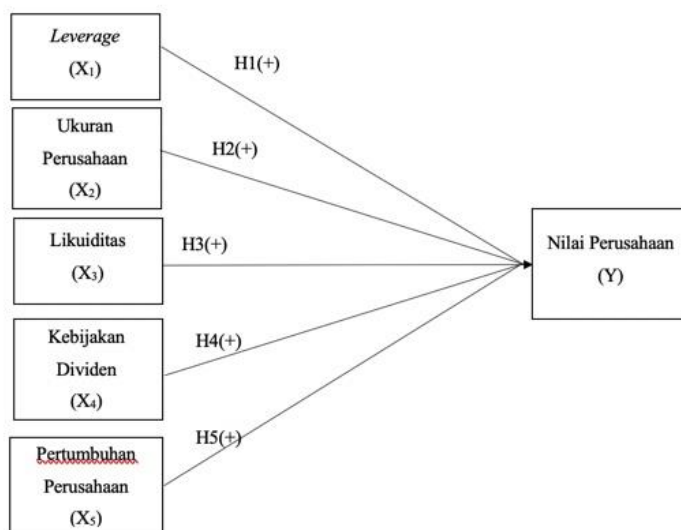 Leverage
(X₁)
H1(+)
Ukuran
Perusahaan
(X₂)
H2(+)
Likuiditas
(X₃)
H3(+)
Nilai Perusahaan
(Y)
Kebijakan
Dividen
(X₄)
H4(+)
Pertumbuhan
Perusahaan
(X₅)
H5(+)